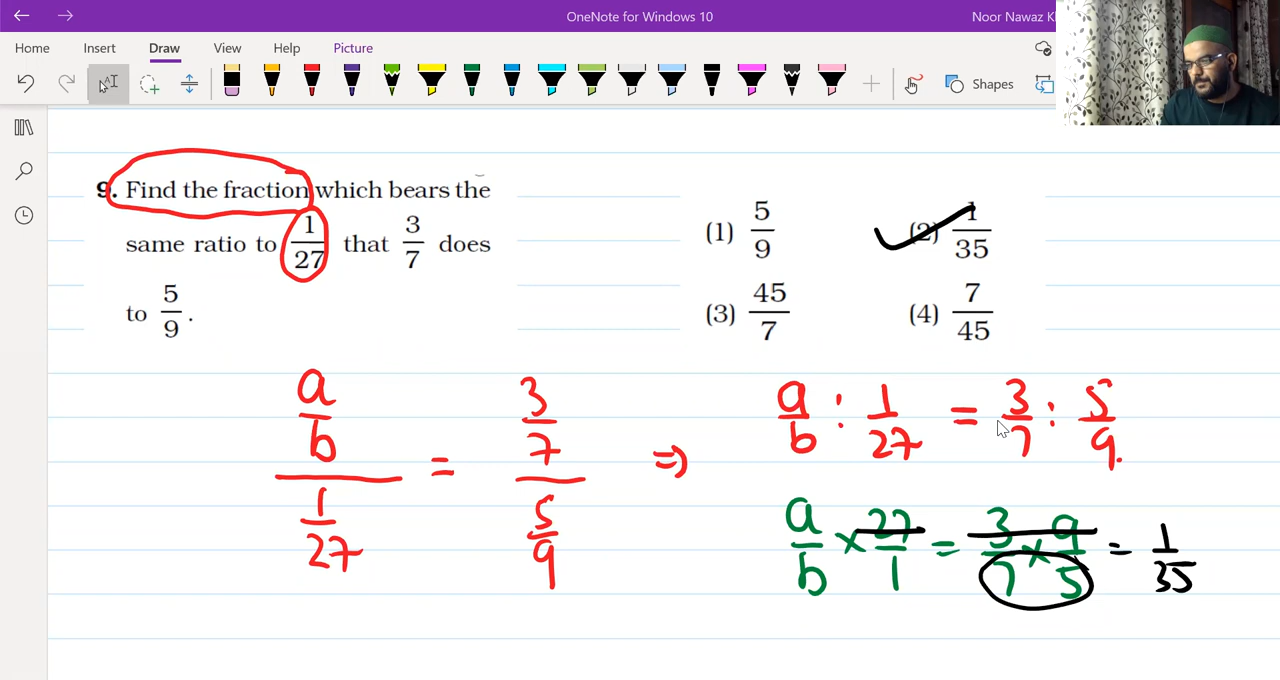 OneNote for Windows 10
Noor Nawaz K
Home Insert Draw View Help Picture
Shapes
9. Find the fraction which bears the
same ratio to 1/27 that 3/7 does
to 5/9.
(1) 5/9 (2) 1/35
(3) 45/7 (4) 7/45
a/b / 1/27 = 3/7 / 5/9 ⇒ a/b : 1/27 = 3/7 : 5/9.
a/b × 27/1 = 3/7 × 9/5 = 1/35